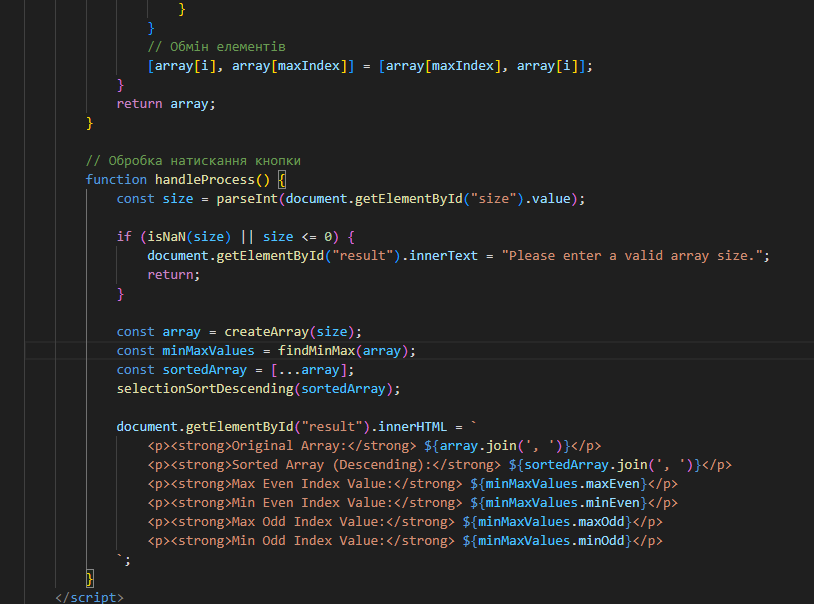 }
}
// Обмін елементів
[array[i], array[maxIndex]] = [array[maxIndex], array[i]];
}
return array;
}
// Обробка натискання кнопки
function handleProcess() {
const size = parseInt(document.getElementById("size").value);
if (isNaN(size) || size <= 0) {
document.getElementById("result").innerText = "Please enter a valid array size.";
return;
}
const array = createArray(size);
const minMaxValues = findMinMax(array);
const sortedArray = [...array];
selectionSortDescending(sortedArray);
document.getElementById("result").innerHTML = `
<p><strong>Original Array:</strong> ${array.join(', ')}</p>
<p><strong>Sorted Array (Descending):</strong> ${sortedArray.join(', ')}</p>
<p><strong>Max Even Index Value:</strong> ${minMaxValues.maxEven}</p>
<p><strong>Min Even Index Value:</strong> ${minMaxValues.minEven}</p>
<p><strong>Max Odd Index Value:</strong> ${minMaxValues.maxOdd}</p>
<p><strong>Min Odd Index Value:</strong> ${minMaxValues.minOdd}</p>
`;
}
</script>